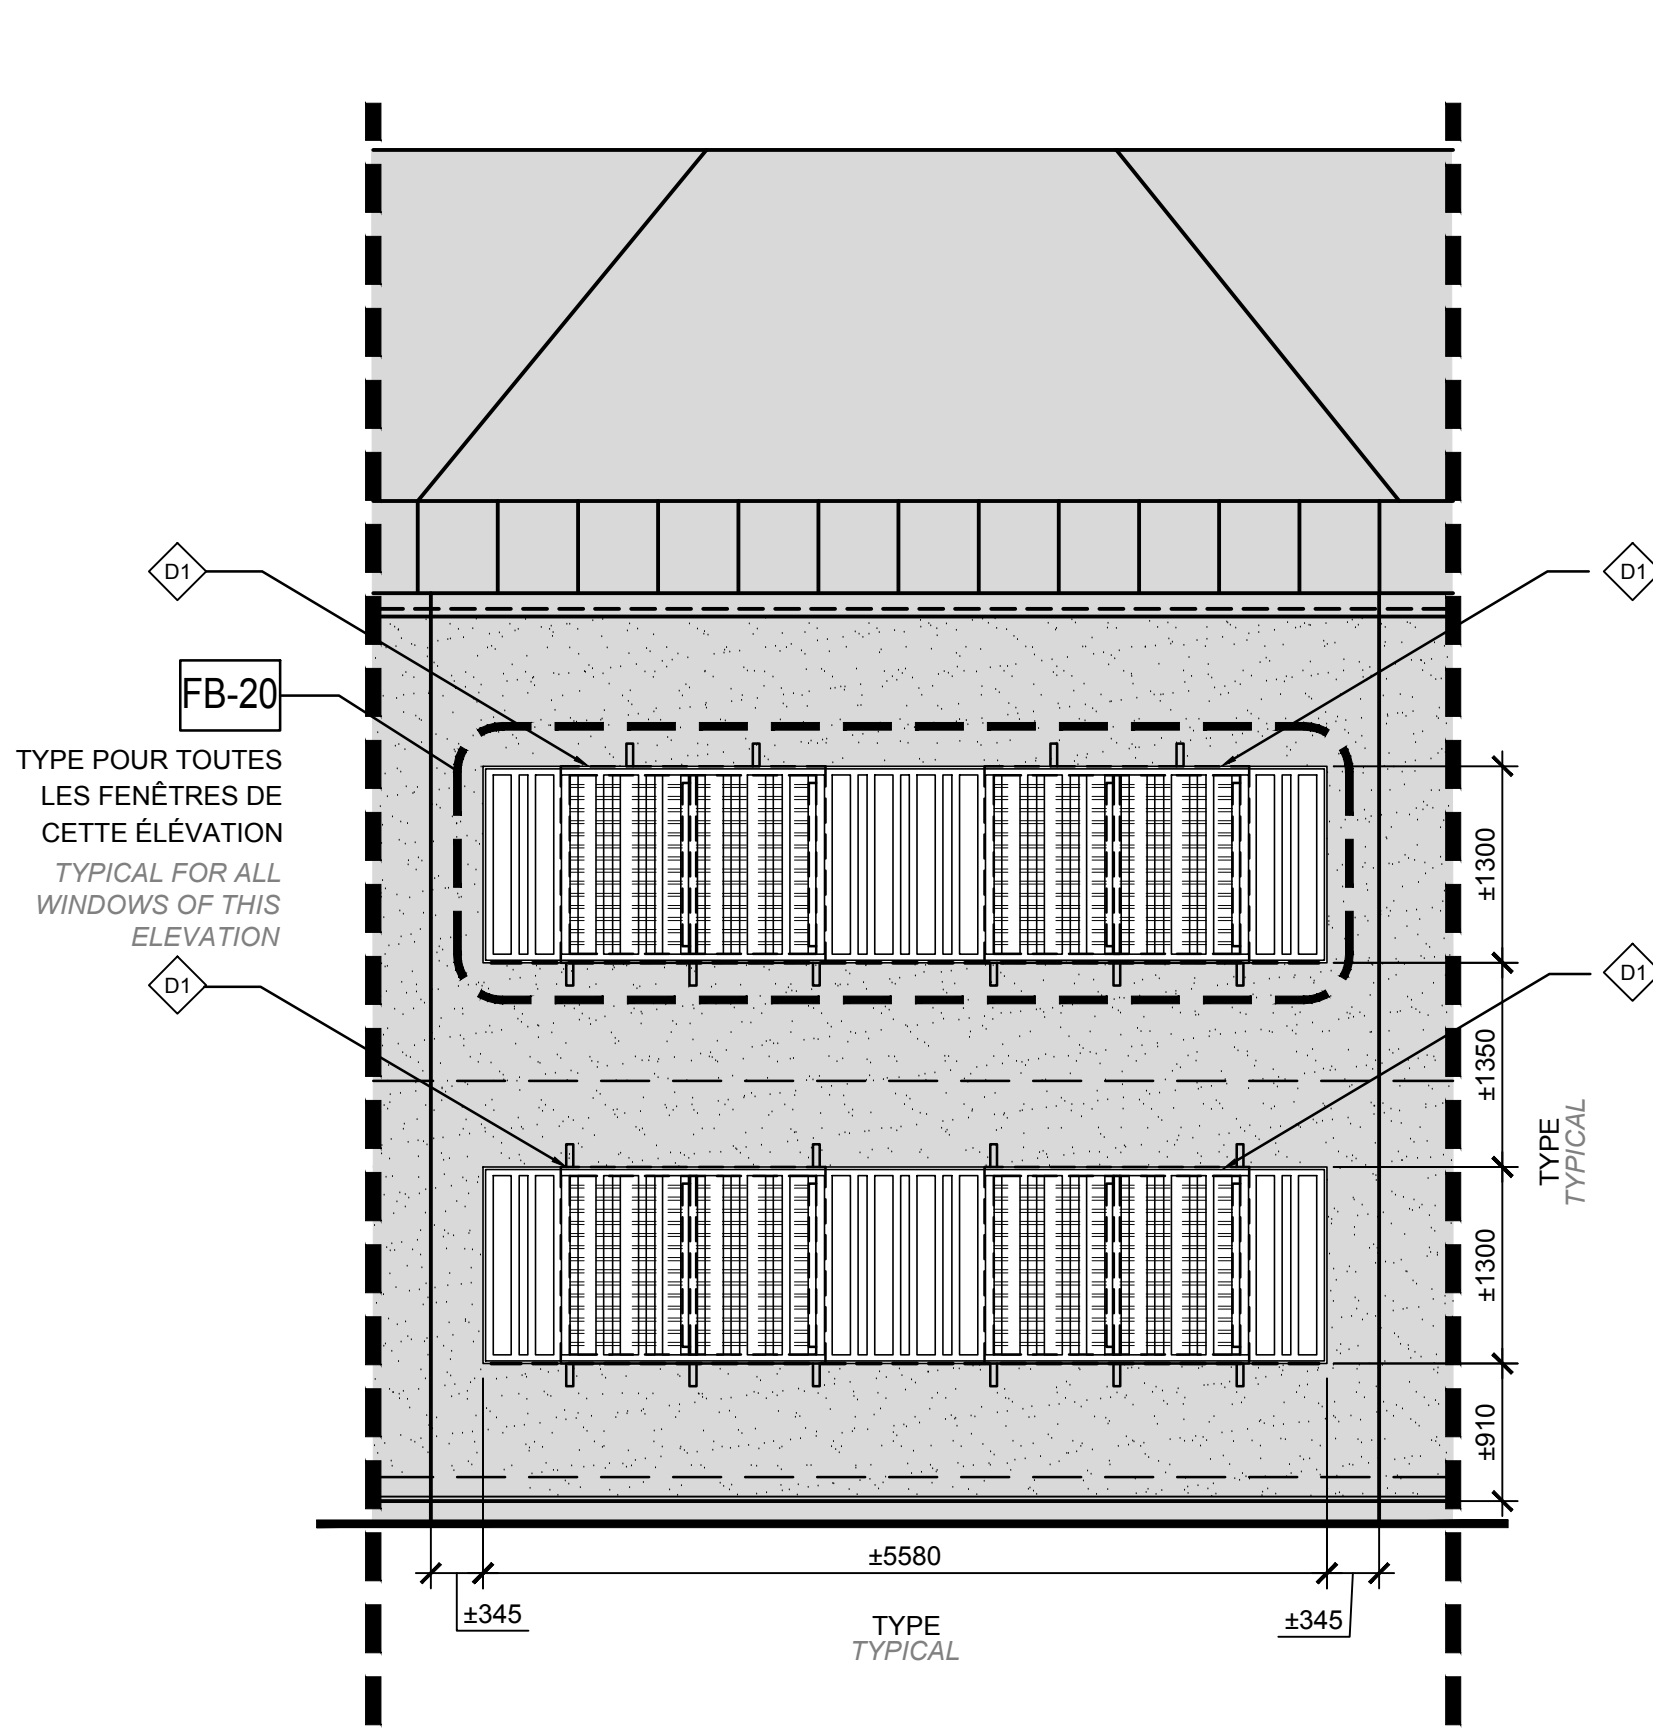 D1
D1
FB-20
TYPE POUR TOUTES
LES FENÊTRES DE
CETTE ÉLÉVATION
TYPICAL FOR ALL
WINDOWS OF THIS
ELEVATION
±1300
D1
D1
±1350
TYPE
TYPICAL
±1300
±910
±5580
±345
±345
TYPE
TYPICAL